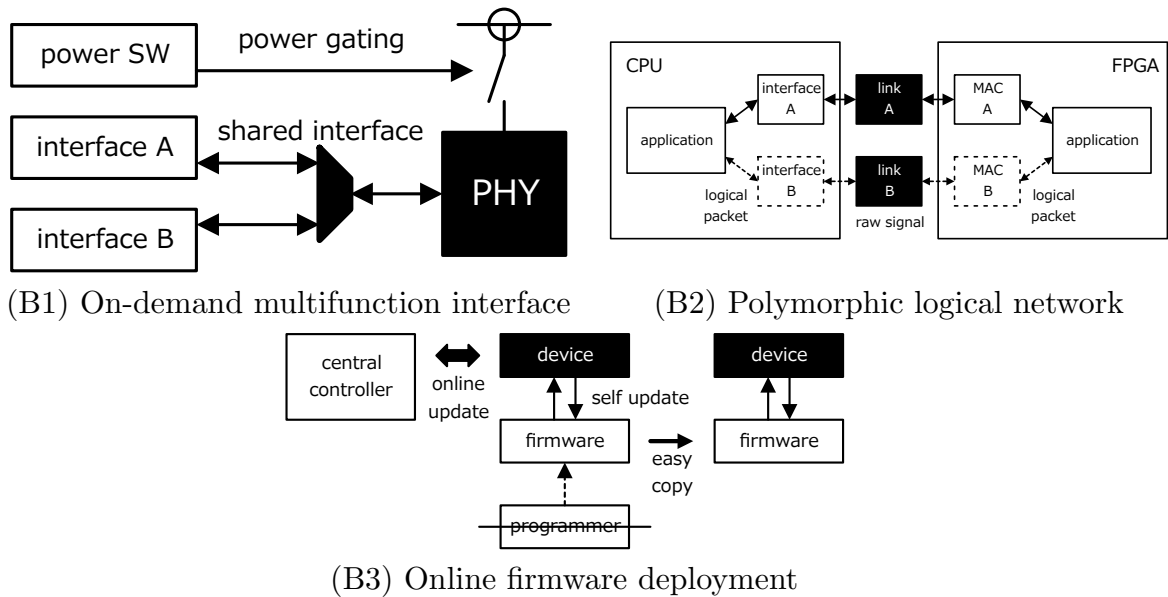 power SW
power gating
interface A
shared interface
PHY
interface B
(B1) On-demand multifunction interface
CPU
FPGA
interface
A
link
A
MAC
A
application
application
interface
B
link
B
MAC
B
logical
packet
raw signal
logical
packet
(B2) Polymorphic logical network
central
controller
online
update
device
self update
firmware
easy
copy
device
firmware
programmer
(B3) Online firmware deployment